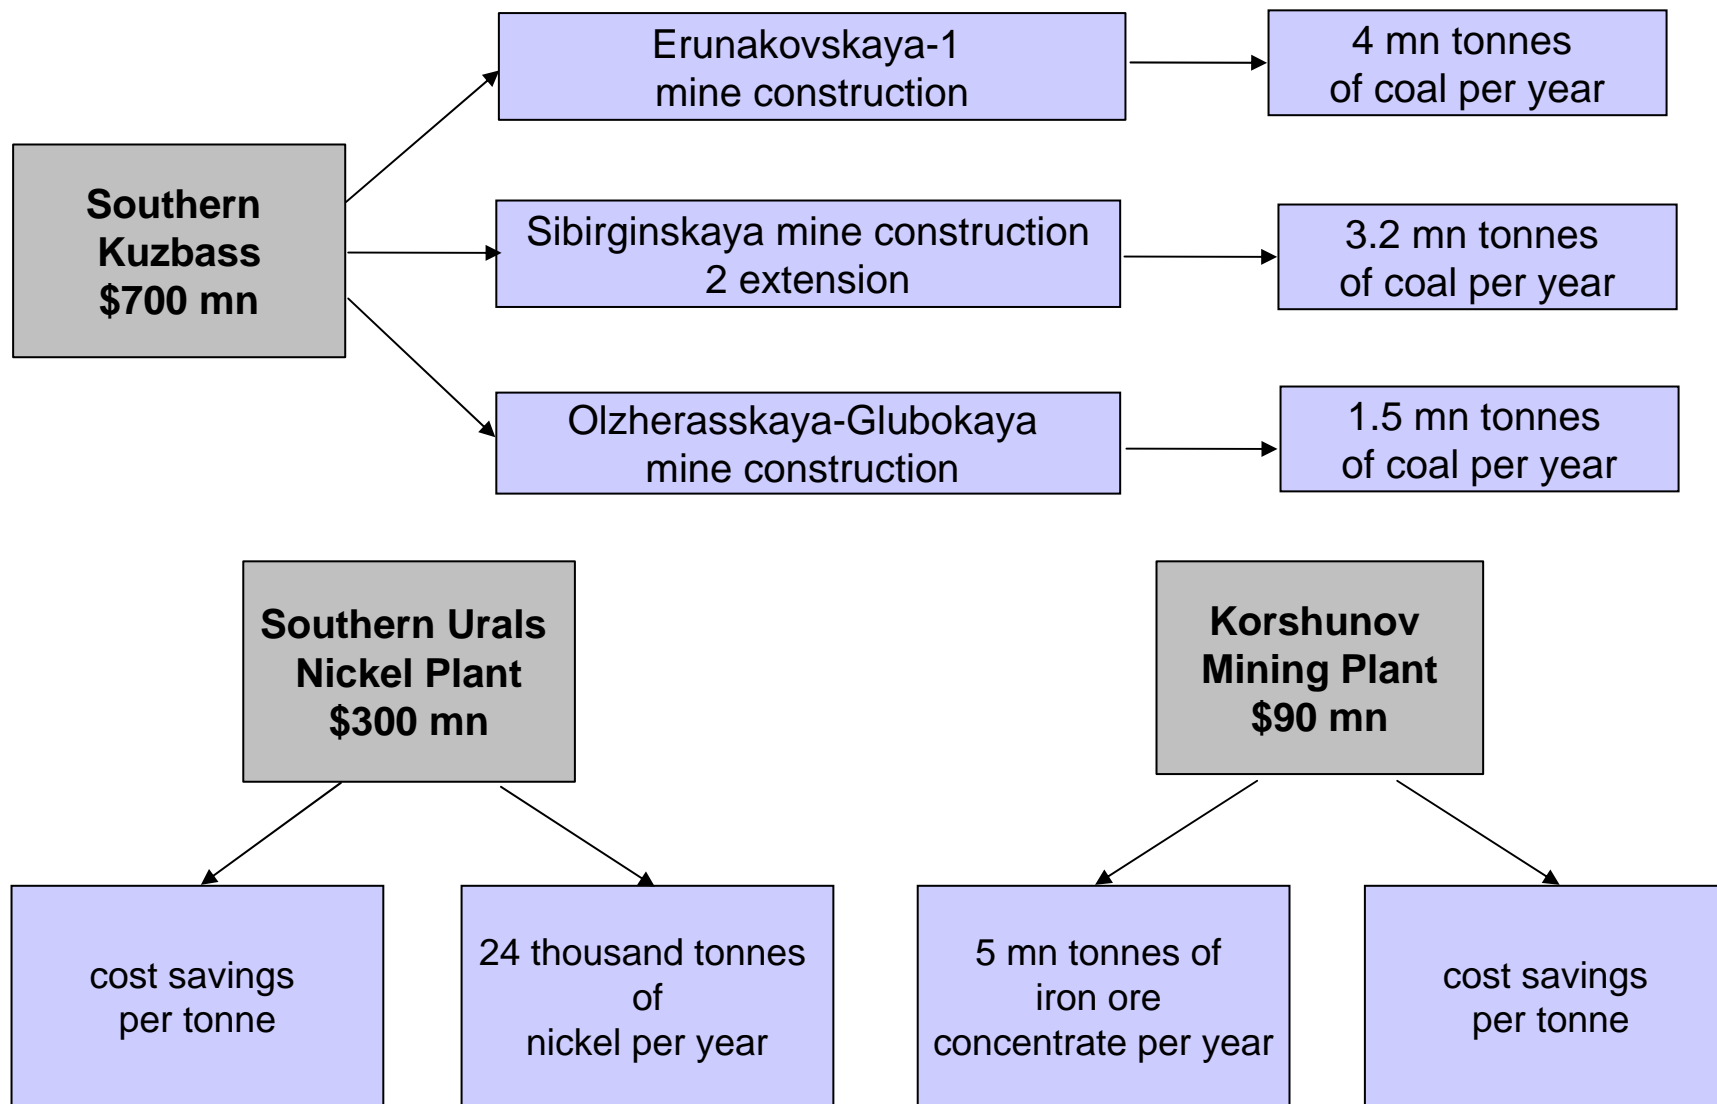 Erunakovskaya-1
mine construction
4 mn tonnes
of coal per year
Southern
Kuzbass
$700 mn
Sibirginskaya mine construction
2 extension
3.2 mn tonnes
of coal per year
Olzherasskaya-Glubokaya
mine construction
1.5 mn tonnes
of coal per year
Southern Urals
Nickel Plant
$300 mn
Korshunov
Mining Plant
$90 mn
cost savings
per tonne
24 thousand tonnes
of
nickel per year
5 mn tonnes of
iron ore
concentrate per year
cost savings
per tonne